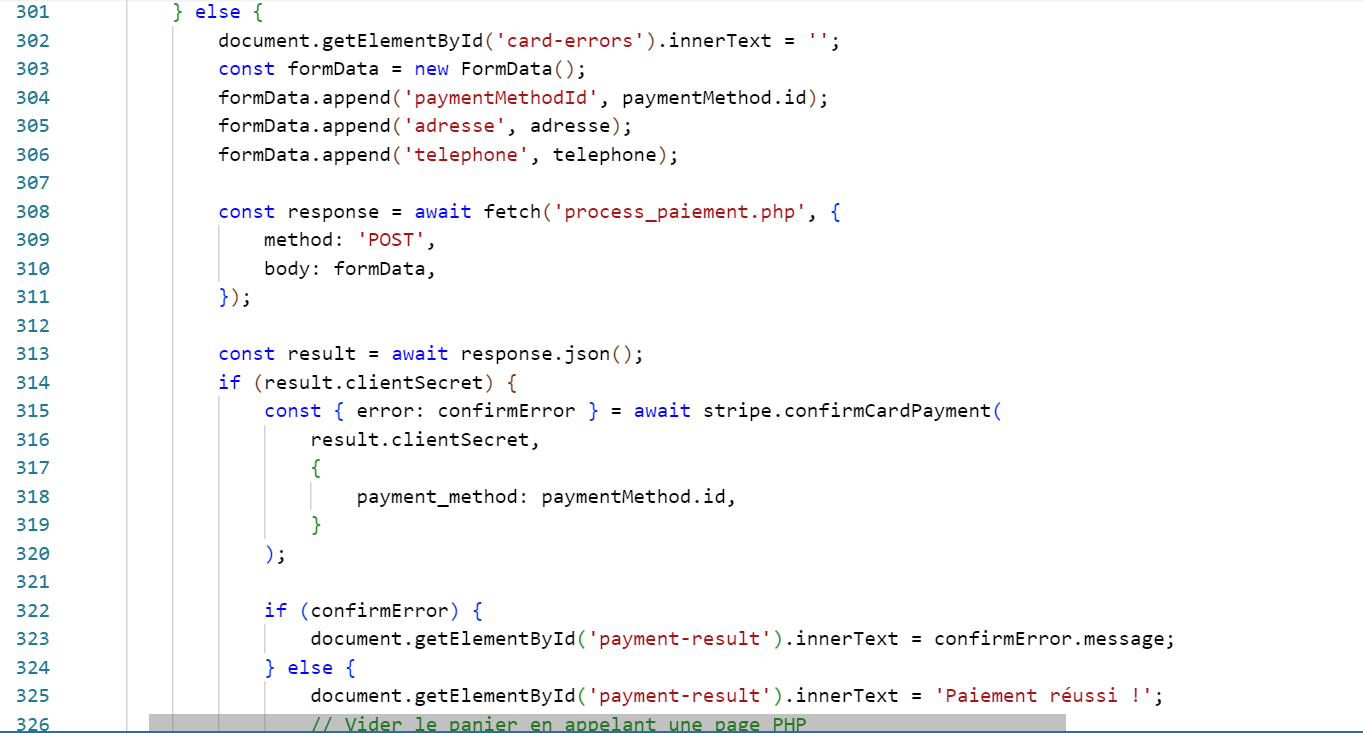 301 } else {
302 document.getElementById('card-errors').innerText = '';
303 const formData = new FormData();
304 formData.append('paymentMethodId', paymentMethod.id);
305 formData.append('adresse', adresse);
306 formData.append('telephone', telephone);
307
308 const response = await fetch('process_paiement.php', {
309 method: 'POST',
310 body: formData,
311 });
312
313 const result = await response.json();
314 if (result.clientSecret) {
315 const { error: confirmError } = await stripe.confirmCardPayment(
316 result.clientSecret,
317 {
318 payment_method: paymentMethod.id,
319 }
320 );
321
322 if (confirmError) {
323 document.getElementById('payment-result').innerText = confirmError.message;
324 } else {
325 document.getElementById('payment-result').innerText = 'Paiement réussi !';
326 // Vider le panier en appelant une page PHP